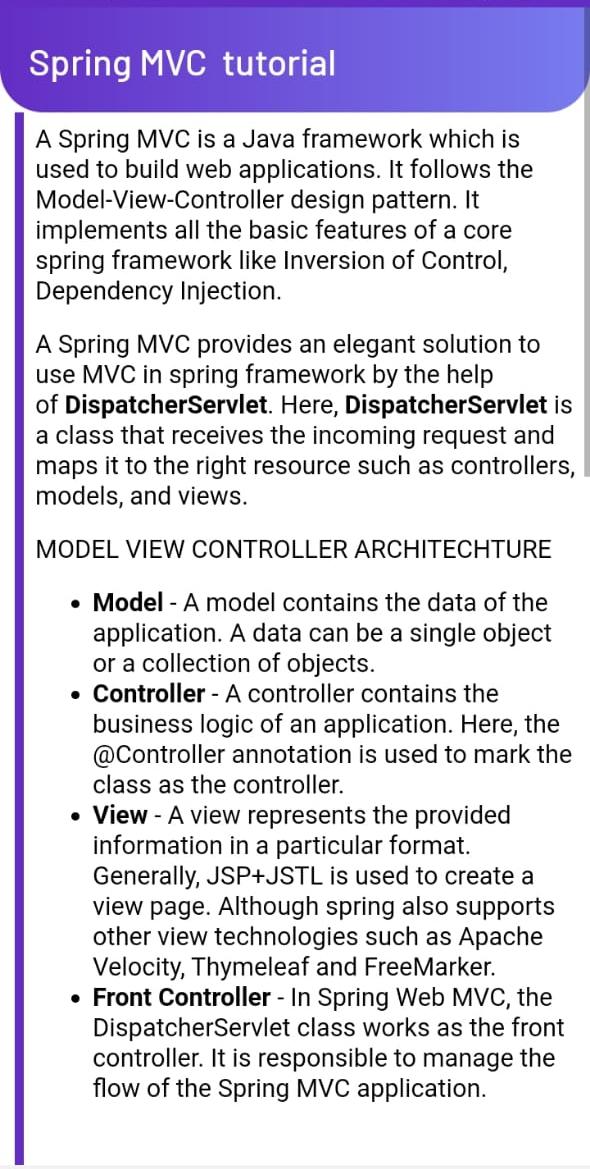 Spring MVC tutorial
A Spring MVC is a Java framework which is
used to build web applications. It follows the
Model-View-Controller design pattern. It
implements all the basic features of a core
spring framework like Inversion of Control,
Dependency Injection.
A Spring MVC provides an elegant solution to
use MVC in spring framework by the help
of DispatcherServlet. Here, DispatcherServlet is
a class that receives the incoming request and
maps it to the right resource such as controllers,
models, and views.
MODEL VIEW CONTROLLER ARCHITECHTURE
• Model - A model contains the data of the
application. A data can be a single object
or a collection of objects.
• Controller - A controller contains the
business logic of an application. Here, the
@Controller annotation is used to mark the
class as the controller.
• View - A view represents the provided
information in a particular format.
Generally, JSP+JSTL is used to create a
view page. Although spring also supports
other view technologies such as Apache
Velocity, Thymeleaf and FreeMarker.
• Front Controller - In Spring Web MVC, the
DispatcherServlet class works as the front
controller. It is responsible to manage the
flow of the Spring MVC application.